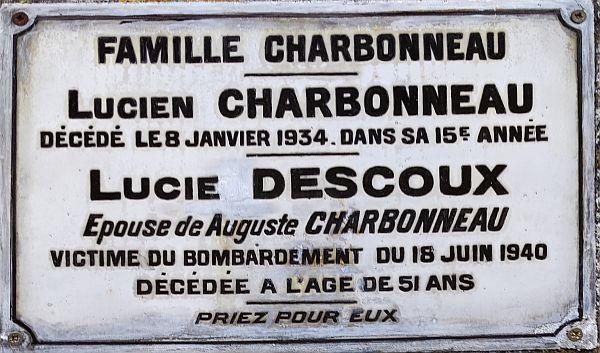 FAMILLE CHARBONNEAU
LUCIEN CHARBONNEAU
DÉCÉDÉ LE 8 JANVIER 1934. DANS SA 15E ANNÉE
LUCIE DESCOUX
Epouse de Auguste CHARBONNEAU
VICTIME DU BOMBARDEMENT DU 18 JUIN 1940
DÉCÉDÉE A L'AGE DE 51 ANS
PRIEZ POUR EUX